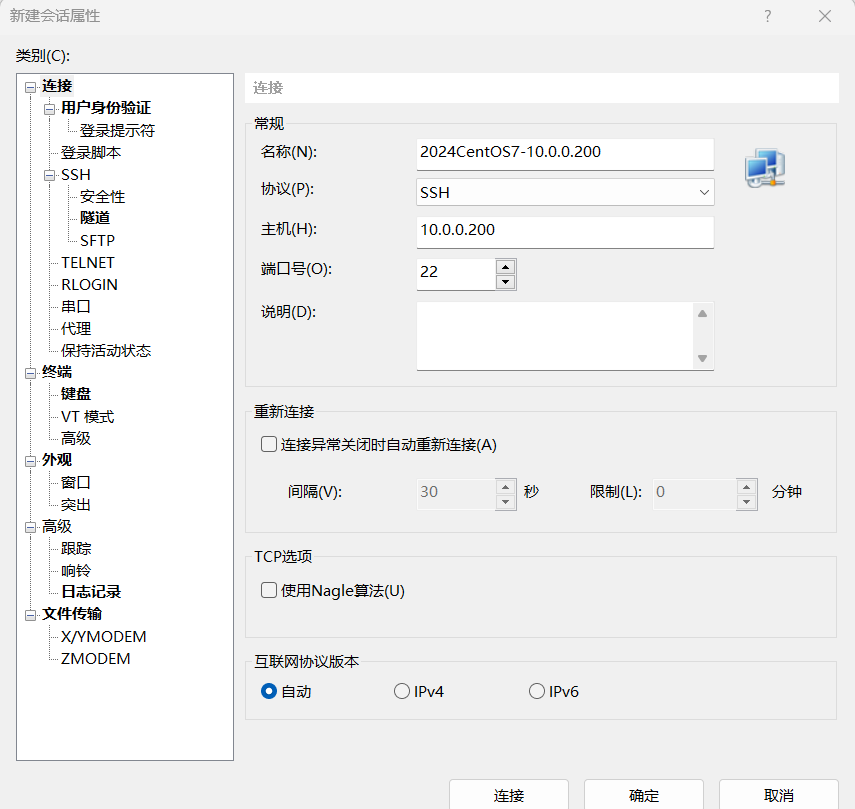 新建会话属性
?
类别(C):
连接
用户身份验证
登录提示符
登录脚本
SSH
安全性
隧道
SFTP
TELNET
RLOGIN
串口
代理
保持活动状态
终端
键盘
VT 模式
高级
外观
窗口
突出
高级
跟踪
响铃
日志记录
文件传输
X/YMODEM
ZMODEM
连接
常规
名称(N): 2024CentOS7-10.0.0.200
协议(P): SSH
主机(H): 10.0.0.200
端口号(O): 22
说明(D):
重新连接
连接异常关闭时自动重新连接(A)
间隔(V): 30 秒 限制(L): 0 分钟
TCP选项
使用Nagle算法(U)
互联网协议版本
自动 IPv4 IPv6
连接 确定 取消